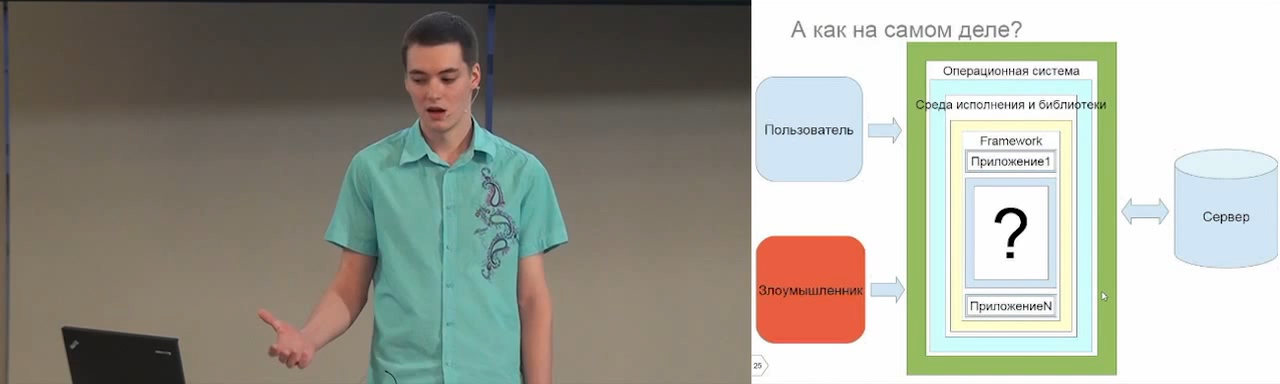 А как на самом деле?
Операционная система
Среда исполнения и библиотеки
Пользователь
Framework
Приложение1
?
Сервер
Злоумышленник
ПриложениеN
25